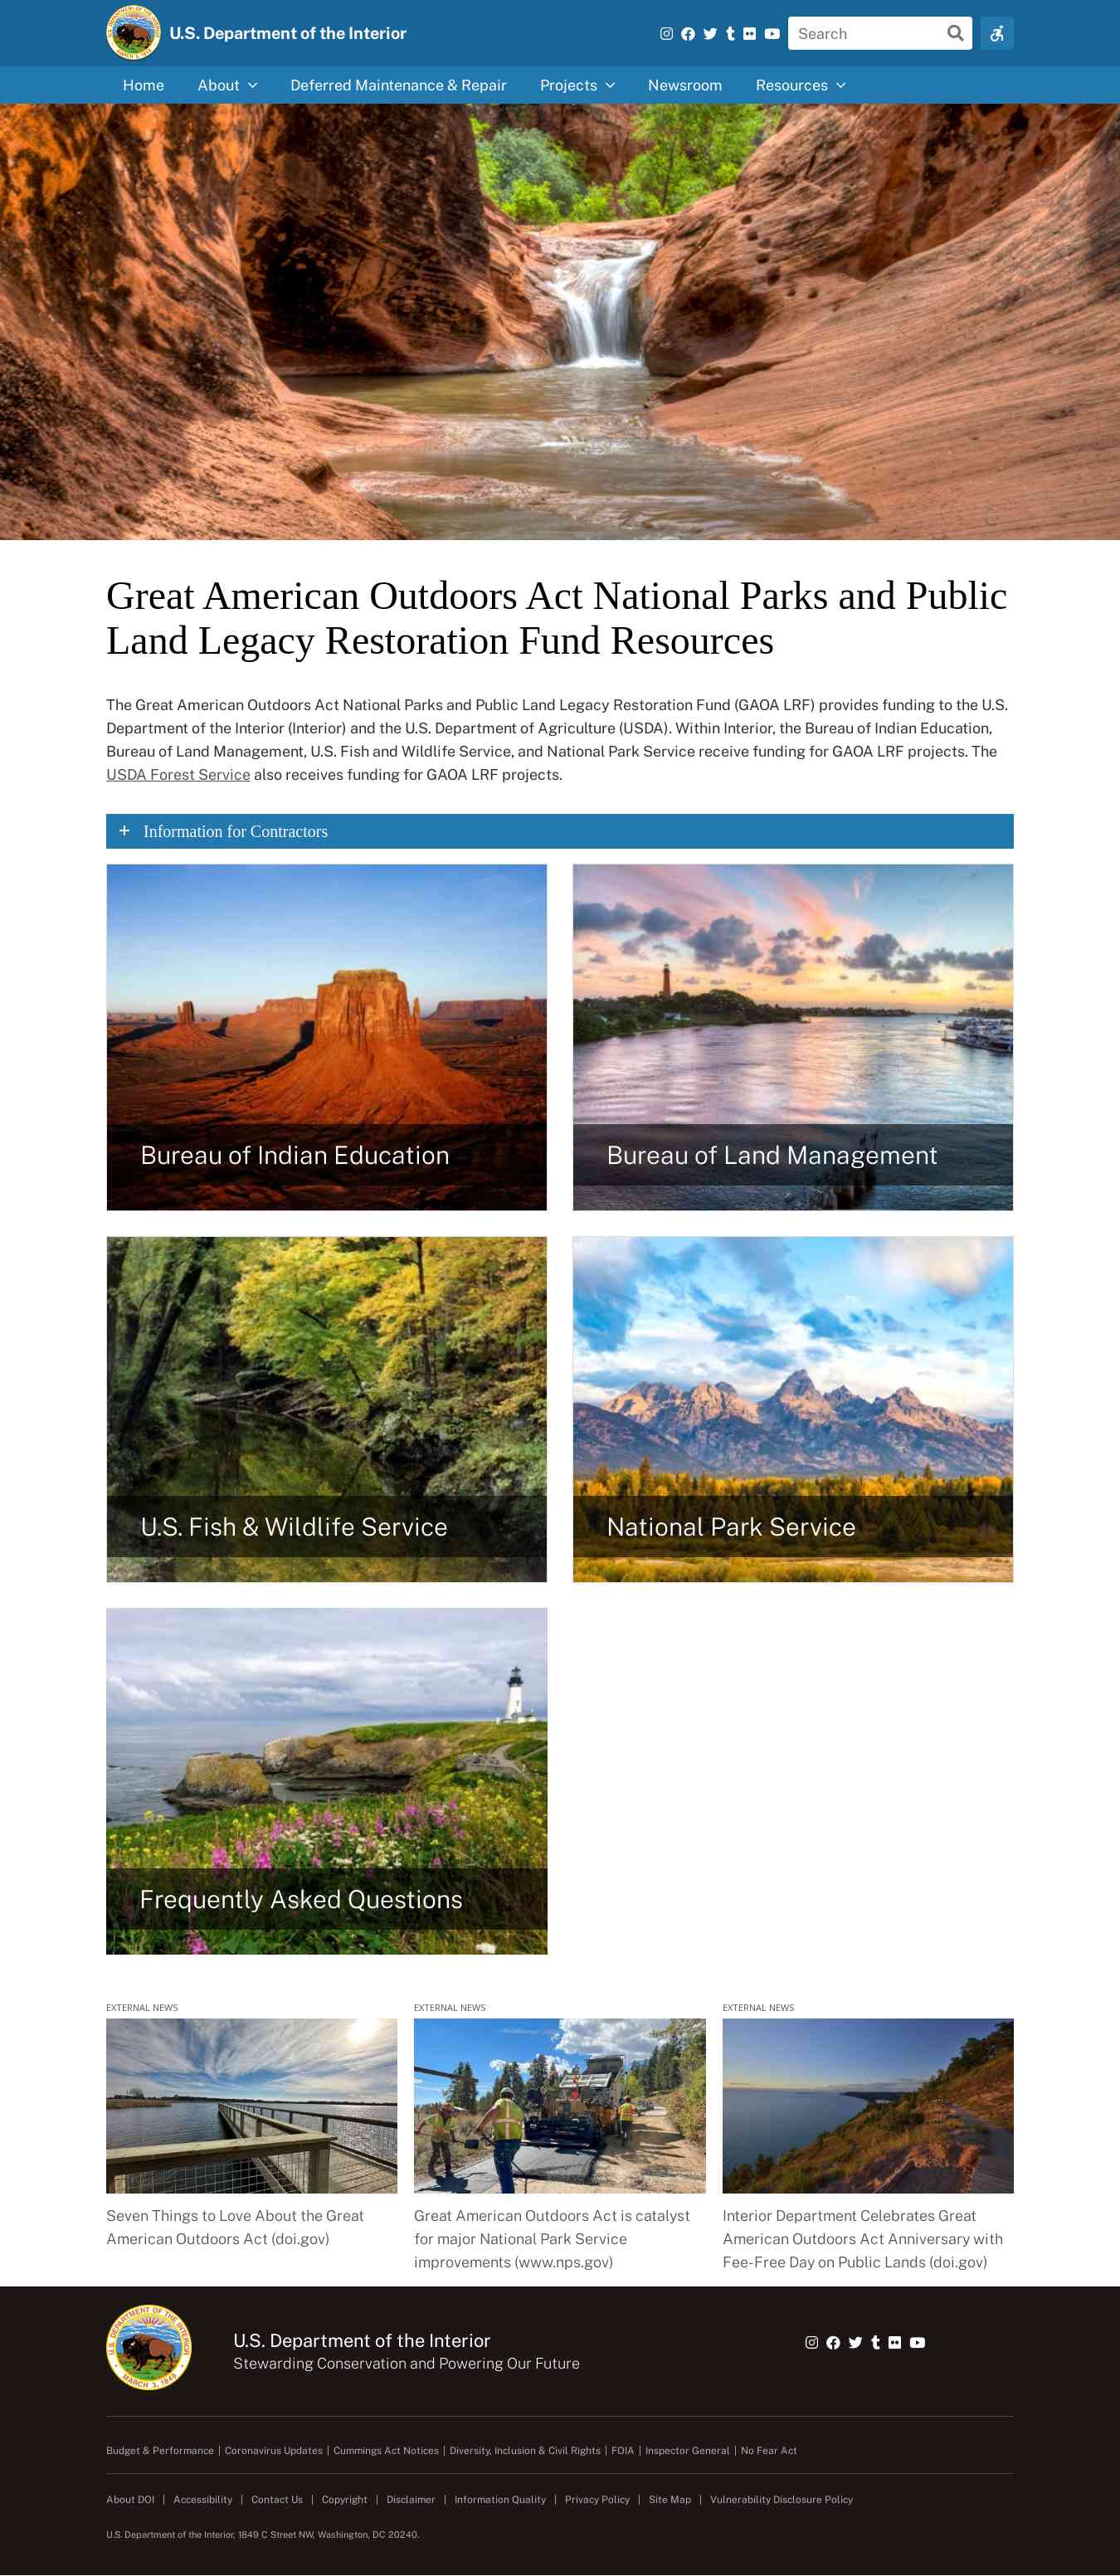 U.S. Department of the Interior
Search
Home
About
Deferred Maintenance & Repair
Projects
Newsroom
Resources
Great American Outdoors Act National Parks and Public
Land Legacy Restoration Fund Resources
The Great American Outdoors Act National Parks and Public Land Legacy Restoration Fund (GAOA LRF) provides funding to the U.S.
Department of the Interior (Interior) and the U.S. Department of Agriculture (USDA). Within Interior, the Bureau of Indian Education,
Bureau of Land Management, U.S. Fish and Wildlife Service, and National Park Service receive funding for GAOA LRF projects. The
USDA Forest Service also receives funding for GAOA LRF projects.
+ Information for Contractors
Bureau of Indian Education
Bureau of Land Management
U.S. Fish & Wildlife Service
National Park Service
Frequently Asked Questions
EXTERNAL NEWS
Seven Things to Love About the Great
American Outdoors Act (doi.gov)
EXTERNAL NEWS
Great American Outdoors Act is catalyst
for major National Park Service
improvements (www.nps.gov)
EXTERNAL NEWS
Interior Department Celebrates Great
American Outdoors Act Anniversary with
Fee-Free Day on Public Lands (doi.gov)
U.S. DEPARTMENT OF THE INTERIOR
MARCH 3, 1849
U.S. Department of the Interior
Stewarding Conservation and Powering Our Future
Budget & Performance | Coronavirus Updates | Cummings Act Notices | Diversity, Inclusion & Civil Rights | FOIA | Inspector General | No Fear Act
About DOI | Accessibility | Contact Us | Copyright | Disclaimer | Information Quality | Privacy Policy | Site Map | Vulnerability Disclosure Policy
U.S. Department of the Interior, 1849 C Street NW, Washington, DC 20240.